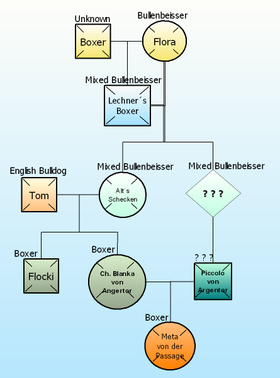 Unknown
Bullenbeisser
Boxer
Flora
Mixed Bullenbeisser
Lechner´s
Boxer
Mixed Bullenbeisser
Mixed Bullenbeisser
English Bulldog
Tom
Alt´s
Schecken
? ? ?
Boxer
Boxer
? ? ?
Flocki
Ch. Blanka
von
Angertor
Piccolo
von
Angertor
Boxer
Meta
von der
Passage